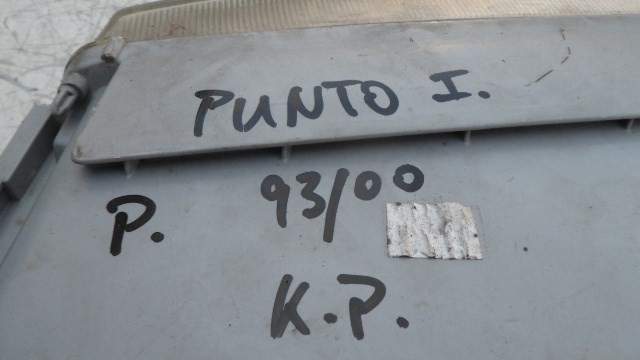 PUNTO I.
93/00
P.
K.P.